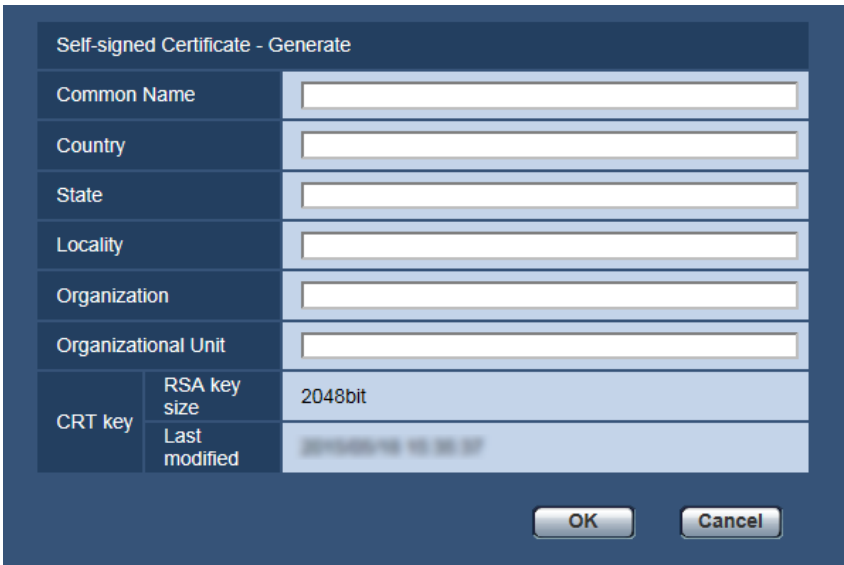 Self-signed Certificate - Generate
Common Name
Country
State
Locality
Organization
Organizational Unit
CRT key
RSA key
size
2048bit
Last
modified
OK
Cancel